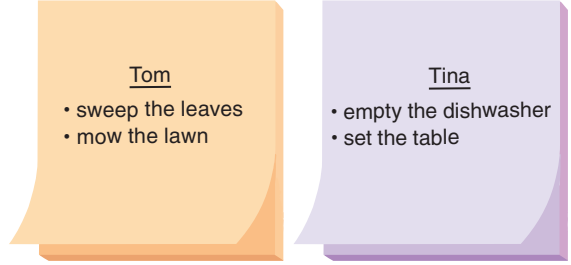 Tom
• sweep the leaves
• mow the lawn
Tina
• empty the dishwasher
• set the table